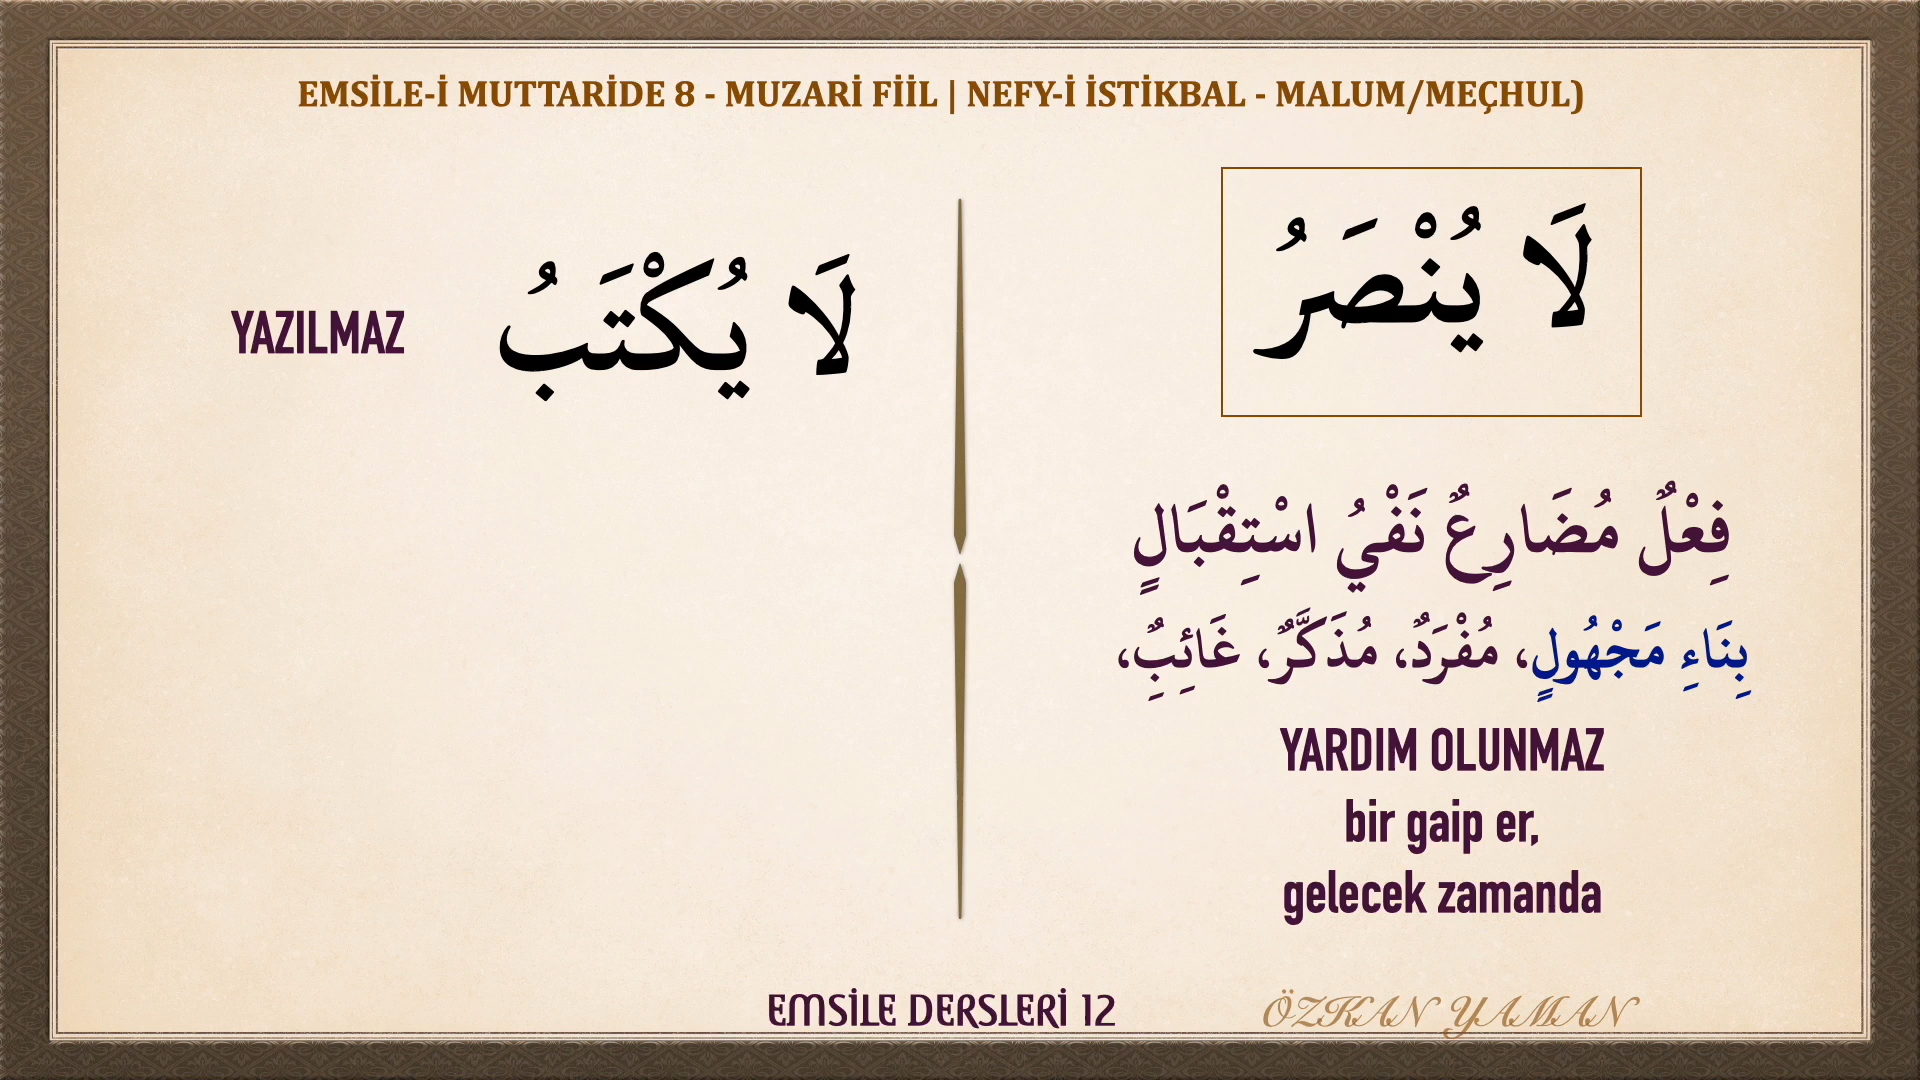 EMSİLE-İ MUTTARİDE 8 - MUZARİ FİİL | NEFY-İ İSTİKBAL - MALUM/MEÇHUL)
لَا يُنْصَرُ
فِعْلٌ مُضَارِعٌ نَفْيُ اسْتِقْبَالٍ
بِنَاءِ مَجْهُولٍ، مُفْرَدٌ، مُذَكَّرٌ، غَائِبٌِ،
YARDIM OLUNMAZ
bir gaip er,
gelecek zamanda
لَا يُكْتَبُ
YAZILMAZ
EMSİLE DERSLERİ 12
ÖZKAN YAMAN